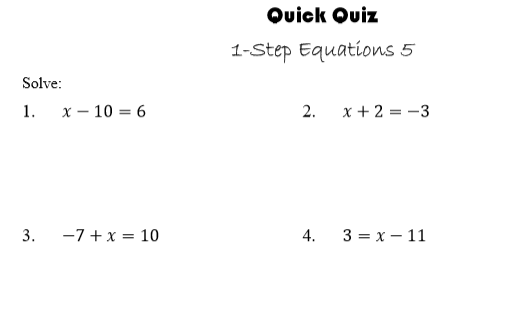 Quick Quiz
1-Step Equations 5
Solve:
1. x − 10 = 6 2. x + 2 = −3
3. −7 + x = 10 4. 3 = x − 11